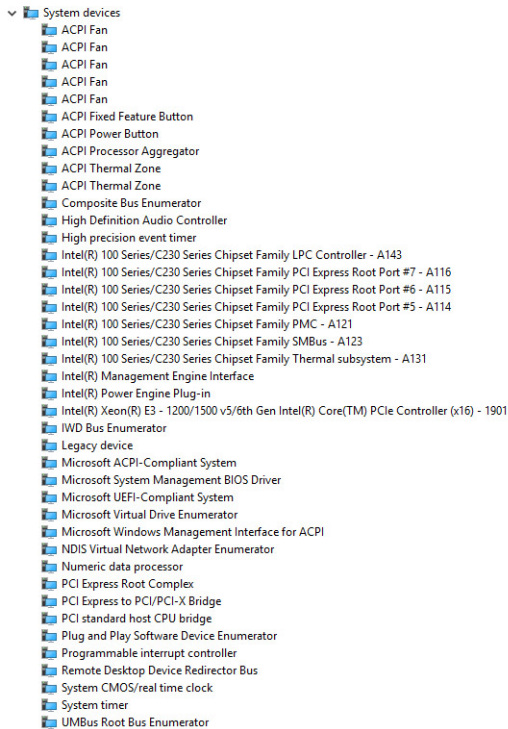 System devices
ACPI Fan
ACPI Fan
ACPI Fan
ACPI Fan
ACPI Fan
ACPI Fixed Feature Button
ACPI Power Button
ACPI Processor Aggregator
ACPI Thermal Zone
ACPI Thermal Zone
Composite Bus Enumerator
High Definition Audio Controller
High precision event timer
Intel(R) 100 Series/C230 Series Chipset Family LPC Controller - A143
Intel(R) 100 Series/C230 Series Chipset Family PCI Express Root Port #7 - A116
Intel(R) 100 Series/C230 Series Chipset Family PCI Express Root Port #6 - A115
Intel(R) 100 Series/C230 Series Chipset Family PCI Express Root Port #5 - A114
Intel(R) 100 Series/C230 Series Chipset Family PMC - A121
Intel(R) 100 Series/C230 Series Chipset Family SMBus - A123
Intel(R) 100 Series/C230 Series Chipset Family Thermal subsystem - A131
Intel(R) Management Engine Interface
Intel(R) Power Engine Plug-in
Intel(R) Xeon(R) E3 - 1200/1500 v5/6th Gen Intel(R) Core(TM) PCIe Controller (x16) - 1901
IWD Bus Enumerator
Legacy device
Microsoft ACPI-Compliant System
Microsoft System Management BIOS Driver
Microsoft UEFI-Compliant System
Microsoft Virtual Drive Enumerator
Microsoft Windows Management Interface for ACPI
NDIS Virtual Network Adapter Enumerator
Numeric data processor
PCI Express Root Complex
PCI Express to PCI/PCI-X Bridge
PCI standard host CPU bridge
Plug and Play Software Device Enumerator
Programmable interrupt controller
Remote Desktop Device Redirector Bus
System CMOS/real time clock
System timer
UMBus Root Bus Enumerator